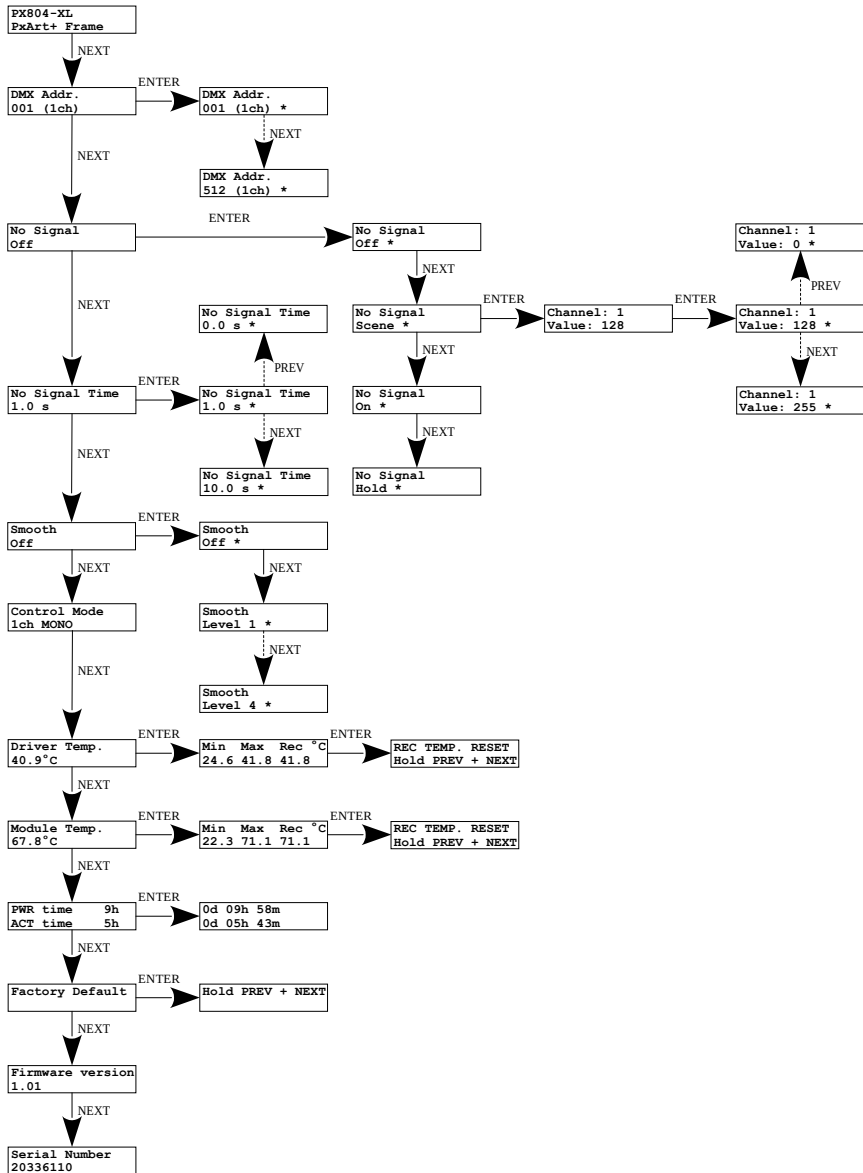 PX804-XL
PxArt+ Frame
NEXT
DMX Addr.
001 (1ch)
ENTER
DMX Addr.
001 (1ch) *
NEXT
DMX Addr.
512 (1ch) *
NEXT
No Signal
Off
ENTER
No Signal
Off *
NEXT
No Signal
Scene *
ENTER
Channel: 1
Value: 128
ENTER
Channel: 1
Value: 0 *
PREV
Channel: 1
Value: 128 *
NEXT
Channel: 1
Value: 255 *
NEXT
No Signal
On *
NEXT
No Signal
Hold *
NEXT
No Signal Time
1.0 s
ENTER
No Signal Time
0.0 s *
PREV
No Signal Time
1.0 s *
NEXT
No Signal Time
10.0 s *
NEXT
Smooth
Off
ENTER
Smooth
Off *
NEXT
Smooth
Level 1 *
NEXT
Smooth
Level 4 *
NEXT
Control Mode
1ch MONO
NEXT
Driver Temp.
40.9°C
ENTER
Min Max Rec °C
24.6 41.8 41.8
ENTER
REC TEMP. RESET
Hold PREV + NEXT
NEXT
Module Temp.
67.8°C
ENTER
Min Max Rec °C
22.3 71.1 71.1
ENTER
REC TEMP. RESET
Hold PREV + NEXT
NEXT
PWR time 9h
ACT time 5h
ENTER
0d 09h 58m
0d 05h 43m
NEXT
Factory Default
ENTER
Hold PREV + NEXT
NEXT
Firmware version
1.01
NEXT
Serial Number
20336110